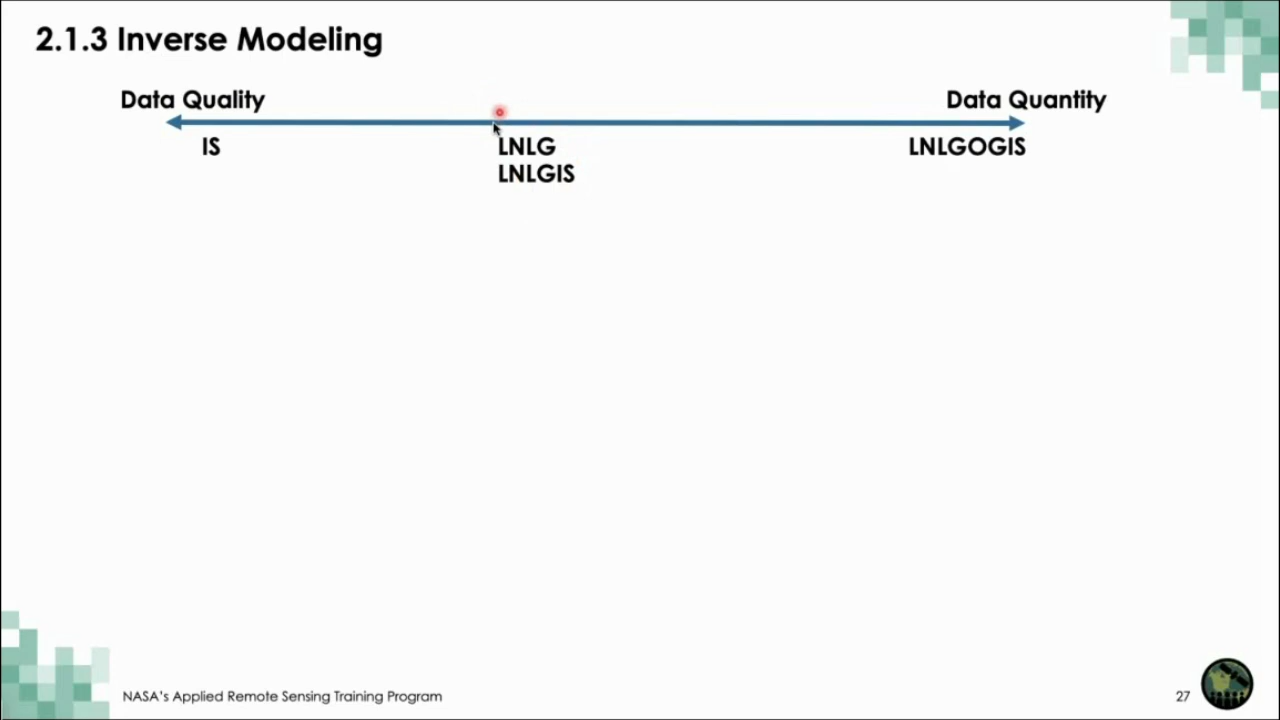 2.1.3 Inverse Modeling
Data Quality
Data Quantity
IS
LNLG
LNLGOGIS
LNLGIS
NASA's Applied Remote Sensing Training Program
27